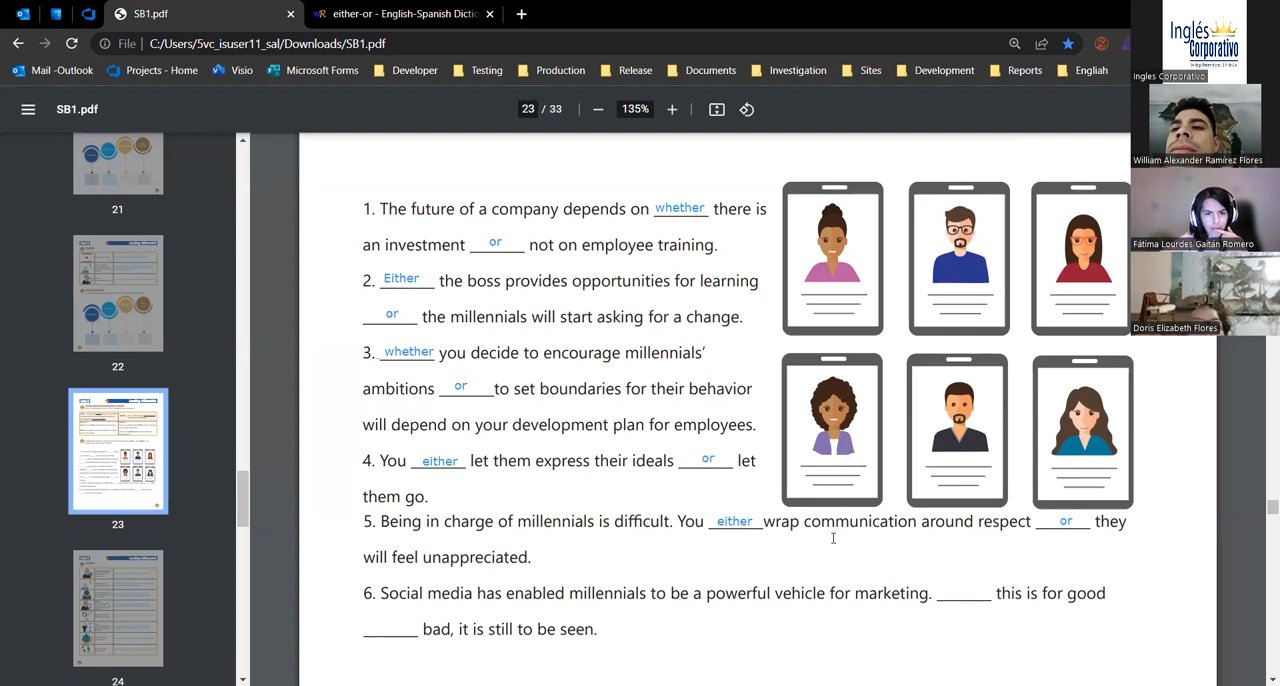 SB1.pdf
either-or - English-Spanish Dictio
File
C:/Users/5vc_isuser11_sal/Downloads/SB1.pdf
Mail -Outlook
Projects - Home
Visio
Microsoft Forms
Developer
Testing
Production
Release
Documents
Investigation
Sites
Development
Reports
English
SB1.pdf
23 / 33
135%
21
22
23
24
1. The future of a company depends on whether there is
an investment or not on employee training.
2. Either the boss provides opportunities for learning
or the millennials will start asking for a change.
3. whether you decide to encourage millennials'
ambitions or to set boundaries for their behavior
will depend on your development plan for employees.
4. You either let them express their ideals or let
them go.
5. Being in charge of millennials is difficult. You either wrap communication around respect or they
will feel unappreciated.
6. Social media has enabled millennials to be a powerful vehicle for marketing. ______ this is for good
______ bad, it is still to be seen.
Inglés
Corporativo
Ingles Corporativo
William Alexander Ramírez Flores
Fátima Lourdes Gaitán Romero
Doris Elizabeth Flores